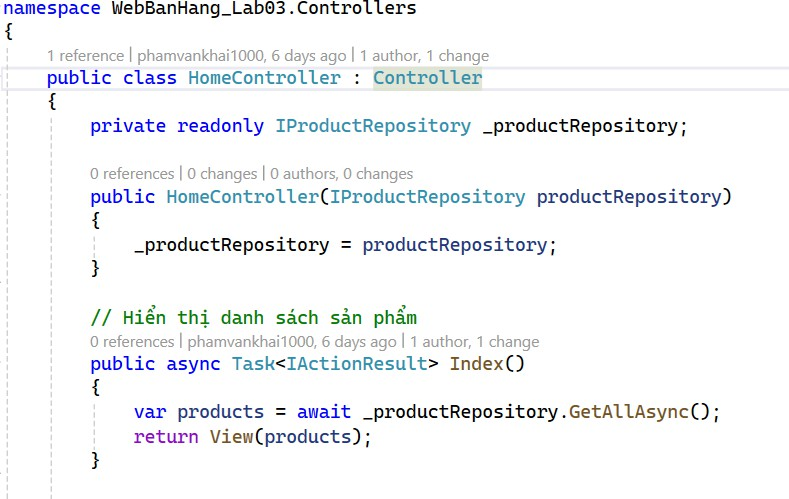 namespace WebBanHang_Lab03.Controllers
{
1 reference | phamvankhai1000, 6 days ago | 1 author, 1 change
public class HomeController : Controller
{
private readonly IProductRepository _productRepository;
0 references | 0 changes | 0 authors, 0 changes
public HomeController(IProductRepository productRepository)
{
_productRepository = productRepository;
}
// Hiển thị danh sách sản phẩm
0 references | phamvankhai1000, 6 days ago | 1 author, 1 change
public async Task<IActionResult> Index()
{
var products = await _productRepository.GetAllAsync();
return View(products);
}